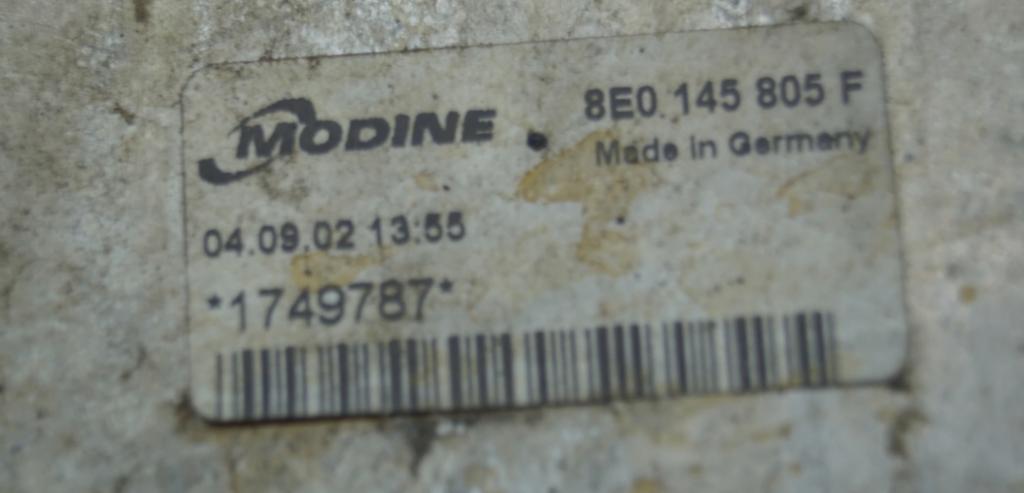 MODINE
8E0 145 805 F
Made in Germany
04.09.02 13:55
*1749787*